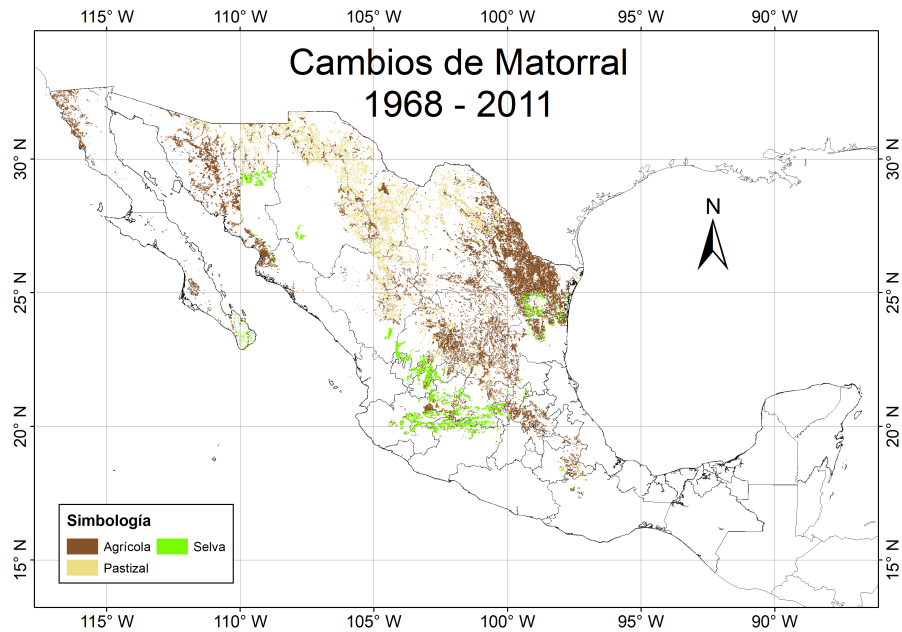 115° W 110° W 105° W 100° W 95° W 90° W
Cambios de Matorral
1968 - 2011
30° N 30° N
N
25° N 25° N
20° N 20° N
Simbología
Agrícola Selva
Pastizal
15° N 15° N
115° W 110° W 105° W 100° W 95° W 90° W